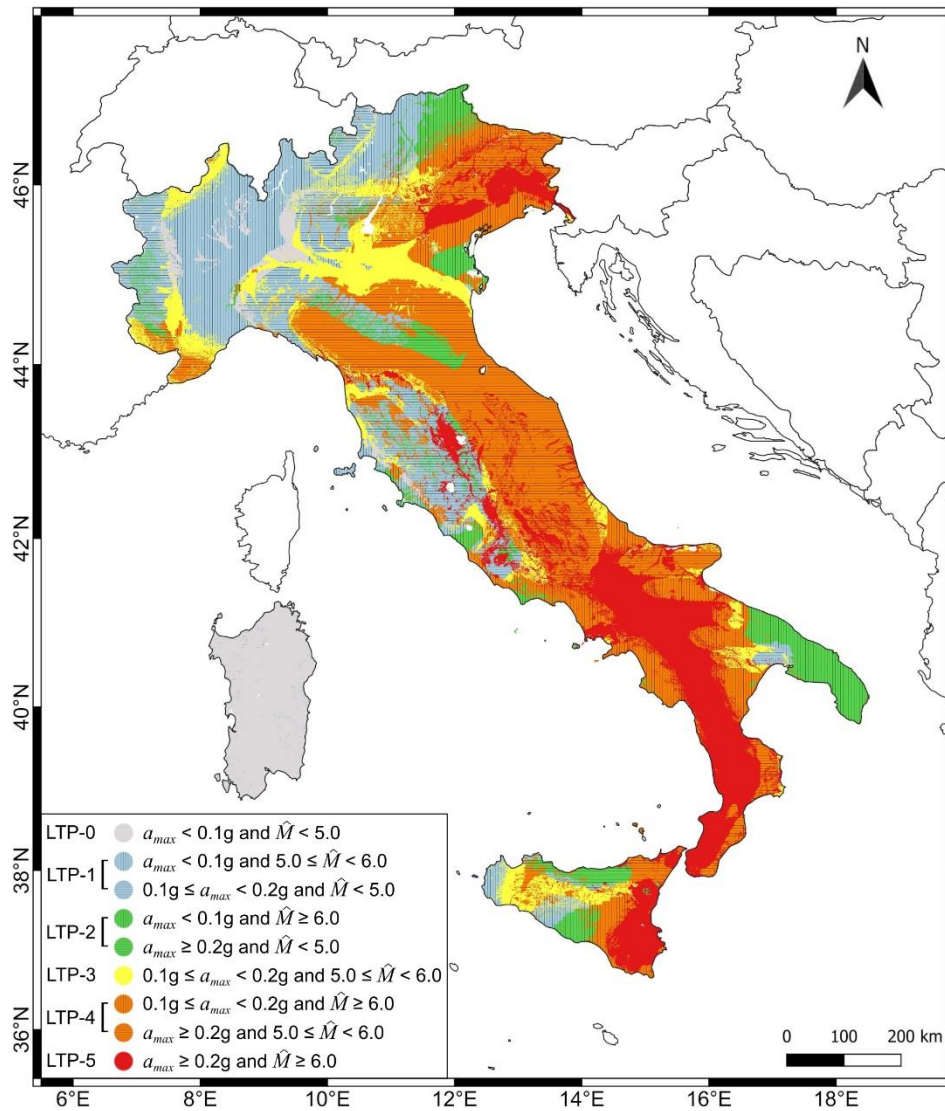 N
46°N
44°N
42°N
40°N
38°N
36°N
LTP-0 a_max < 0.1g and M̂ < 5.0
LTP-1 [ a_max < 0.1g and 5.0 ≤ M̂ < 6.0
0.1g ≤ a_max < 0.2g and M̂ < 5.0
LTP-2 [ a_max < 0.1g and M̂ ≥ 6.0
a_max ≥ 0.2g and M̂ < 5.0
LTP-3 0.1g ≤ a_max < 0.2g and 5.0 ≤ M̂ < 6.0
LTP-4 [ 0.1g ≤ a_max < 0.2g and M̂ ≥ 6.0
a_max ≥ 0.2g and 5.0 ≤ M̂ < 6.0
LTP-5 a_max ≥ 0.2g and M̂ ≥ 6.0
0 100 200 km
6°E 8°E 10°E 12°E 14°E 16°E 18°E